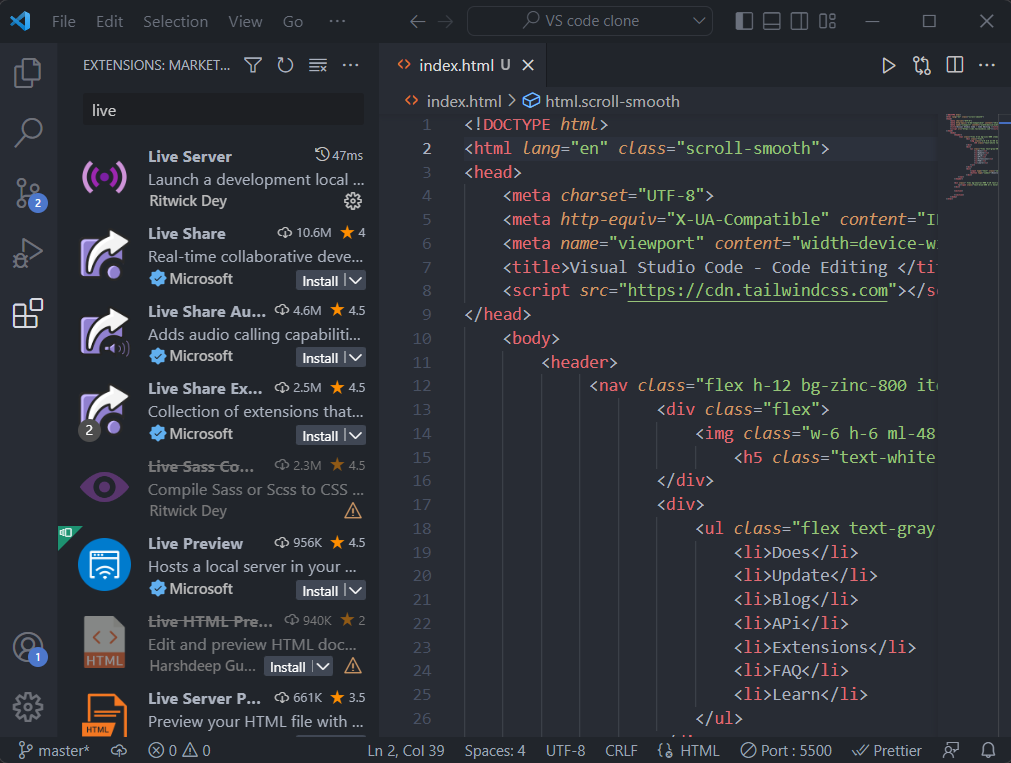 File Edit Selection View Go ···
VS code clone
EXTENSIONS: MARKET... ···
live
Live Server 47ms
Launch a development local ...
Ritwick Dey
Live Share 10.6M 4
Real-time collaborative deve...
Microsoft Install
Live Share Au... 4.6M 4.5
Adds audio calling capabiliti...
Microsoft Install
Live Share Ex... 2.5M 4.5
Collection of extensions that...
2 Microsoft Install
Live Sass Co... 2.3M 4.5
Compile Sass or Scss to CSS ...
Ritwick Dey
Live Preview 956K 4.5
Hosts a local server in your ...
Microsoft Install
Live HTML Pre... 940K 2
Edit and preview HTML doc...
HTML Harshdeep Gu... Install
Live Server P... 661K 3.5
Preview your HTML file with ...
HTML
2
1
index.html U
index.html > html.scroll-smooth
1 <!DOCTYPE html>
2 <html lang="en" class="scroll-smooth">
3 <head>
4 <meta charset="UTF-8">
5 <meta http-equiv="X-UA-Compatible" content="I
6 <meta name="viewport" content="width=device-w
7 <title>Visual Studio Code - Code Editing </ti
8 <script src="https://cdn.tailwindcss.com"></s
9 </head>
10 <body>
11 <header>
12 <nav class="flex h-12 bg-zinc-800 ite
13 <div class="flex">
14 <img class="w-6 h-6 ml-48
15 <h5 class="text-white
16 </div>
17 <div>
18 <ul class="flex text-gray
19 <li>Does</li>
20 <li>Update</li>
21 <li>Blog</li>
22 <li>APi</li>
23 <li>Extensions</li>
24 <li>FAQ</li>
25 <li>Learn</li>
26 </ul>
master* 0 0 Ln 2, Col 39 Spaces: 4 UTF-8 CRLF {} HTML Port : 5500 Prettier